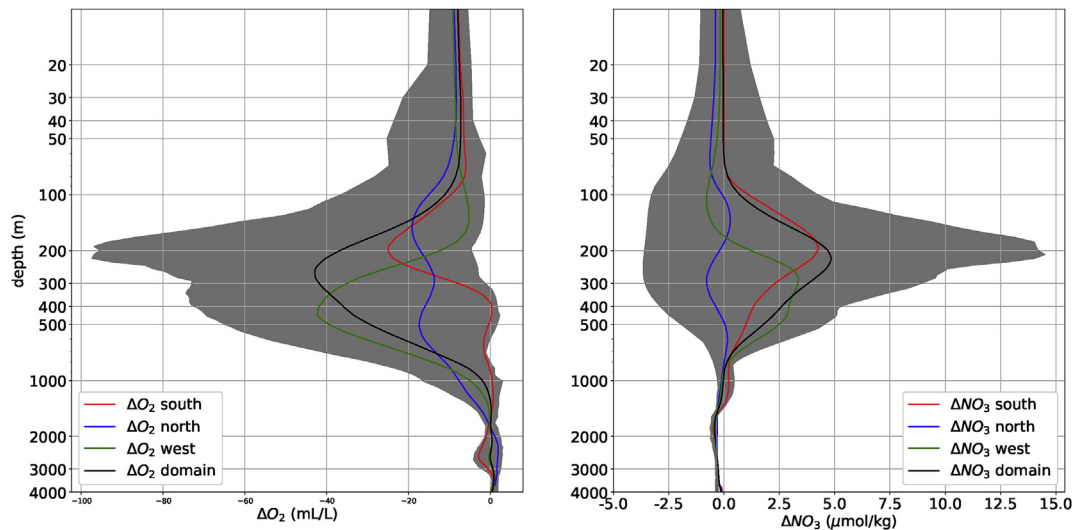 depth (m)
20
30
40
50
100
200
300
400
500
1000
2000
3000
4000
ΔO₂ south
ΔO₂ north
ΔO₂ west
ΔO₂ domain
−100 −80 −60 −40 −20 0
ΔO₂ (mL/L)
20
30
40
50
100
200
300
400
500
1000
2000
3000
4000
ΔNO₃ south
ΔNO₃ north
ΔNO₃ west
ΔNO₃ domain
-5.0 -2.5 0.0 2.5 5.0 7.5 10.0 12.5 15.0
ΔNO₃ (μmol/kg)